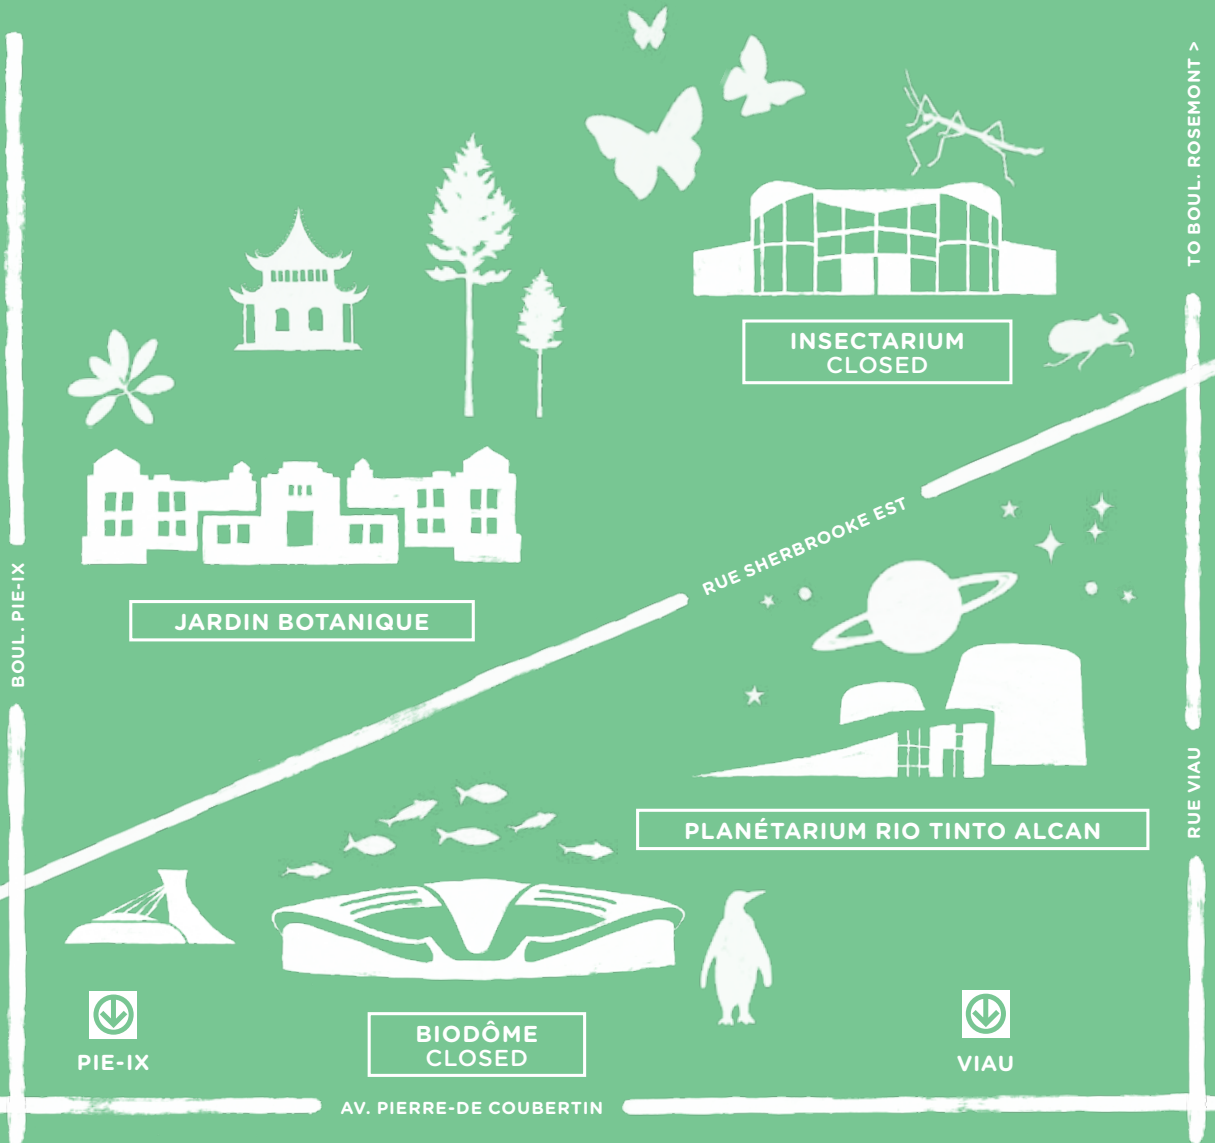 TO BOUL. ROSEMONT >
INSECTARIUM
CLOSED
RUE SHERBROOKE EST
BOUL. PIE-IX
JARDIN BOTANIQUE
RUE VIAU
PLANÉTARIUM RIO TINTO ALCAN
BIODÔME
CLOSED
PIE-IX
VIAU
AV. PIERRE-DE COUBERTIN